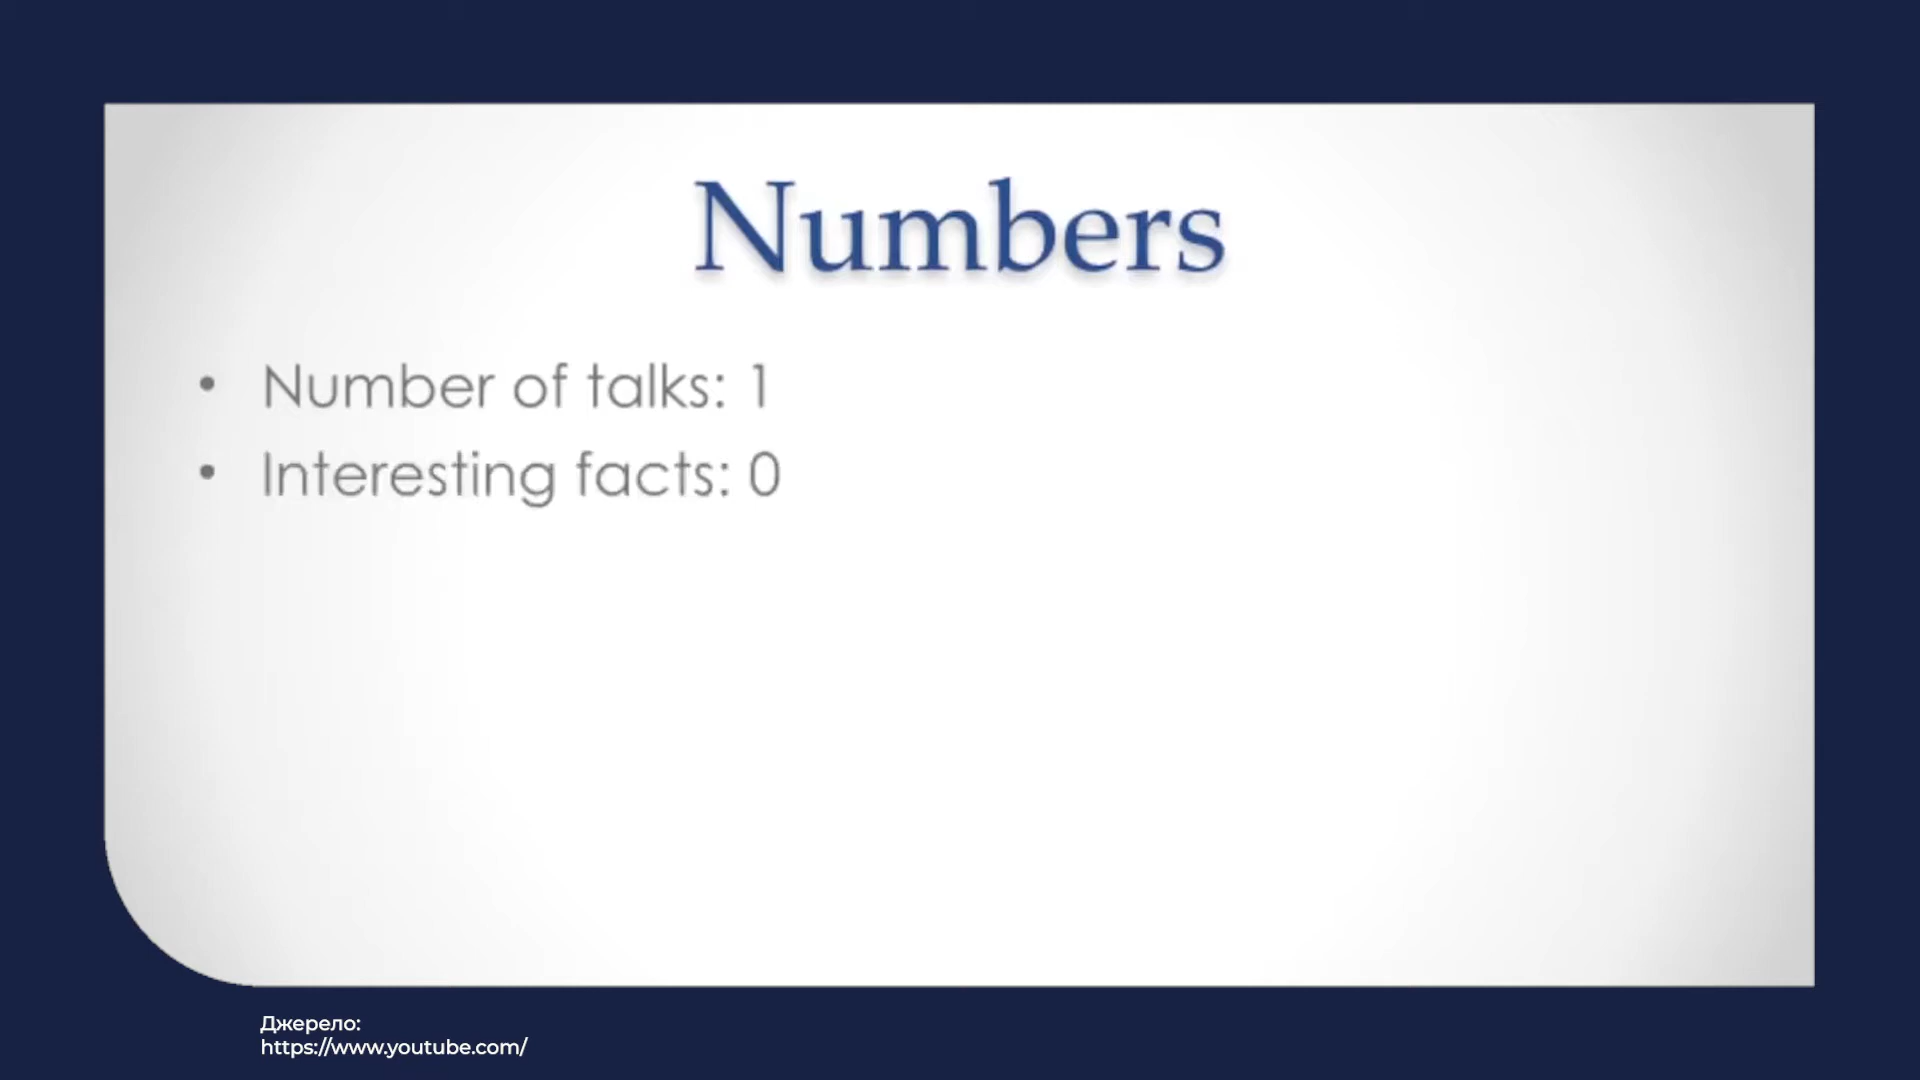 Numbers
• Number of talks: 1
• Interesting facts: 0
Джерело:
https://www.youtube.com/